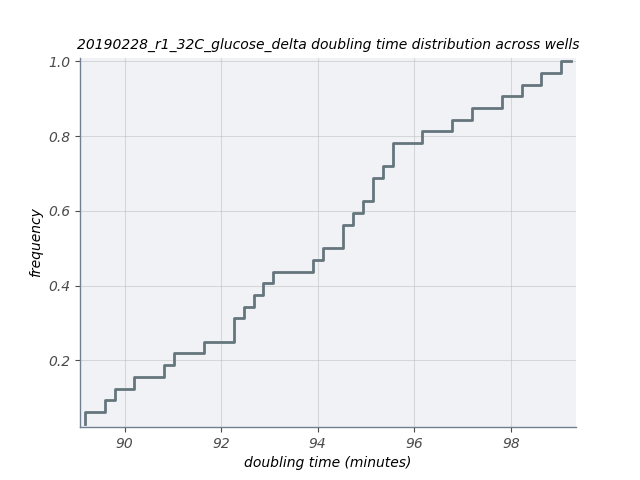 20190228_r1_32C_glucose_delta doubling time distribution across wells
1.0
0.8
0.6
0.4
0.2
frequency
90 92 94 96 98
doubling time (minutes)